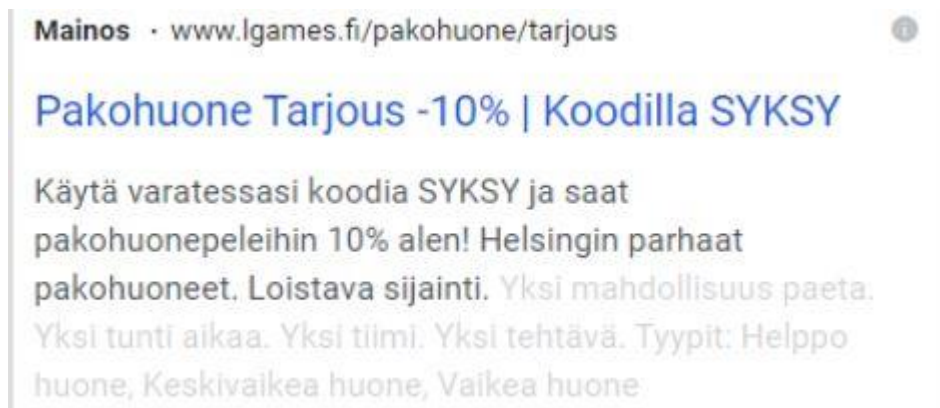 Mainos · www.lgames.fi/pakohuone/tarjous
Pakohuone Tarjous -10% | Koodilla SYKSY
Käytä varatessasi koodia SYKSY ja saat
pakohuonepeleihin 10% alen! Helsingin parhaat
pakohuoneet. Loistava sijainti. Yksi mahdollisuus paeta.
Yksi tunti aikaa. Yksi tiimi. Yksi tehtävä. Tyypit: Helppo
huone, Keskivaikea huone, Vaikea huone